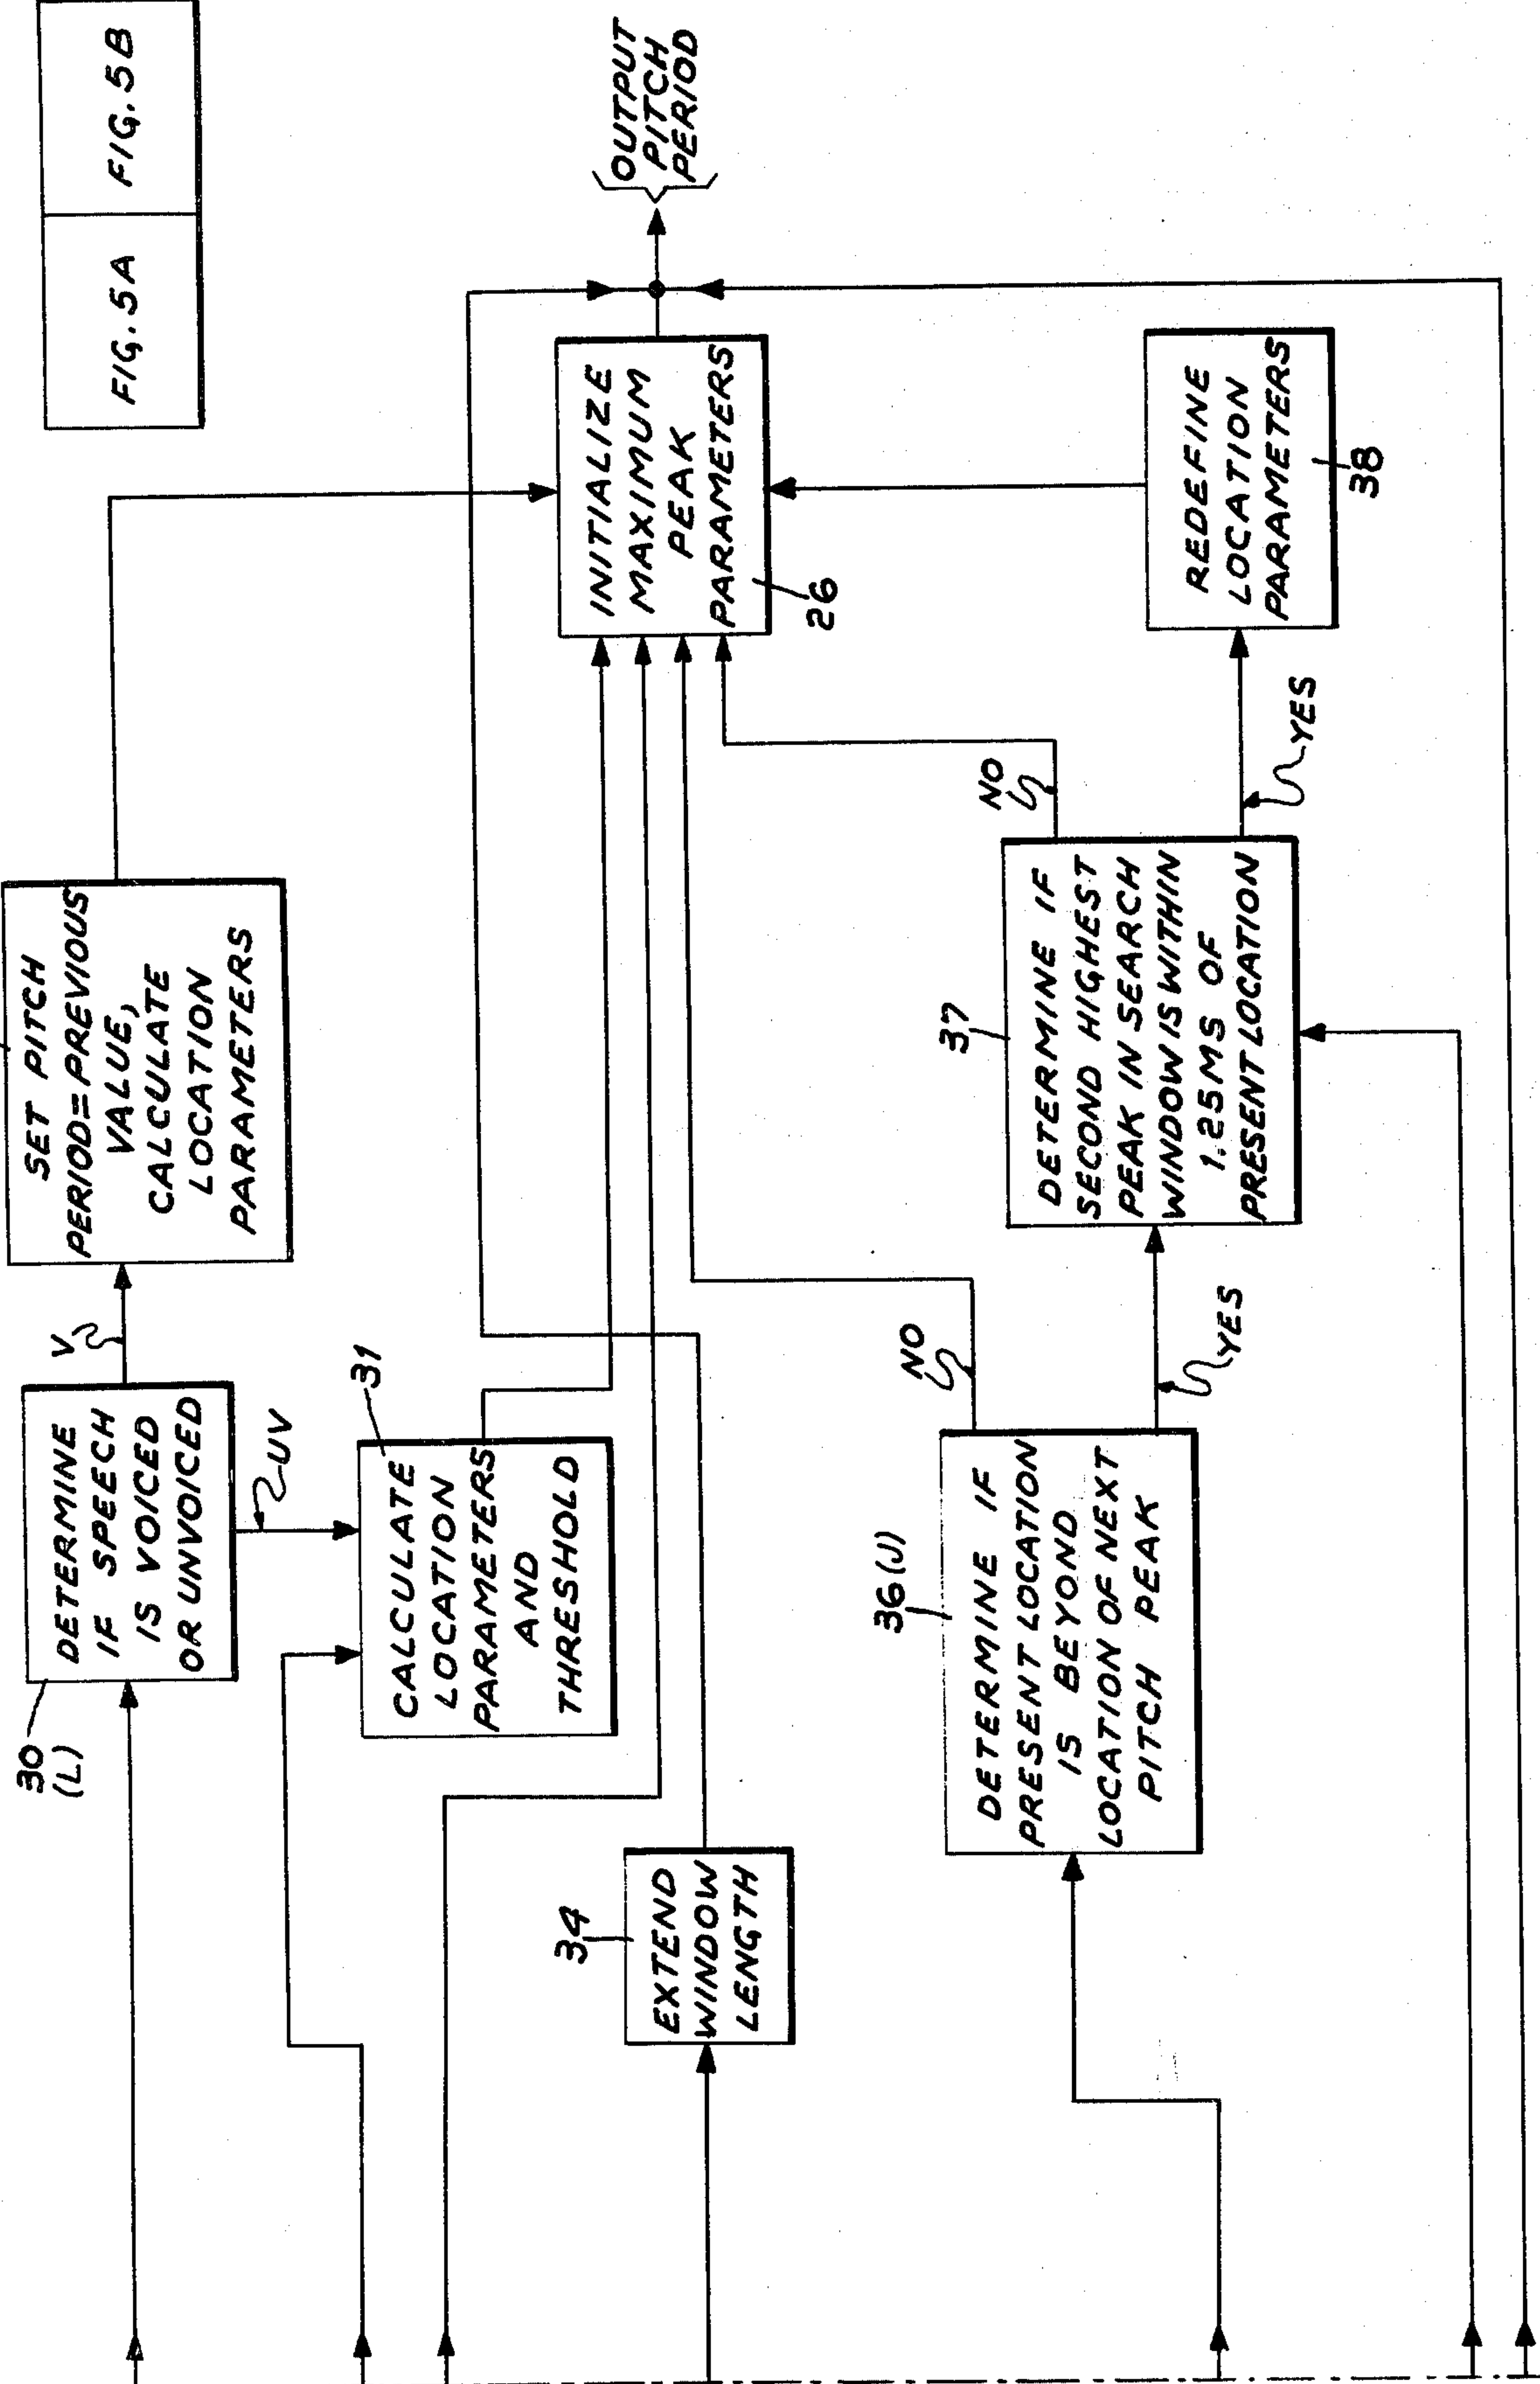 FIG. 5A
FIG. 5B
V
SET PITCH
PERIOD=PREVIOUS
VALUE,
CALCULATE
LOCATION
PARAMETERS
30
(L)
DETERMINE
IF SPEECH
IS VOICED
OR UNVOICED
UV
31
CALCULATE
LOCATION
PARAMETERS
AND
THRESHOLD
34
EXTEND
WINDOW
LENGTH
INITIALIZE
MAXIMUM
PEAK
PARAMETERS
26
OUTPUT
PITCH
PERIOD
36(J)
DETERMINE IF
PRESENT LOCATION
IS BEYOND
LOCATION OF NEXT
PITCH PEAK
NO
YES
37
DETERMINE IF
SECOND HIGHEST
PEAK IN SEARCH
WINDOW IS WITHIN
1.25MS OF
PRESENT LOCATION
NO
YES
REDEFINE
LOCATION
PARAMETERS
38